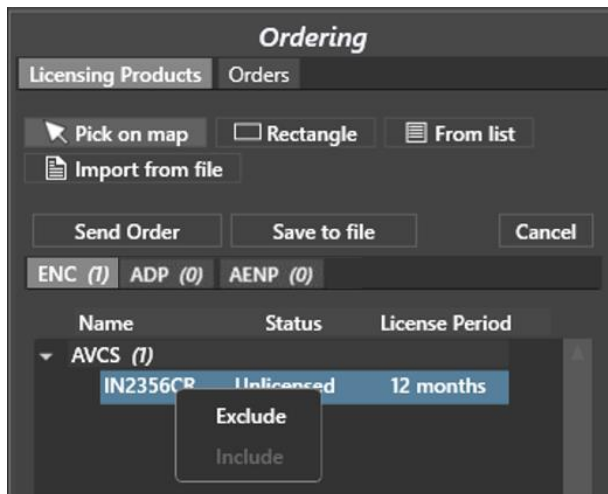 Ordering
Licensing Products Orders
Pick on map Rectangle From list
Import from file
Send Order Save to file Cancel
ENC (1) ADP (0) AENP (0)
Name Status License Period
AVCS (1)
IN2356CR Unlicensed 12 months
Exclude
Include